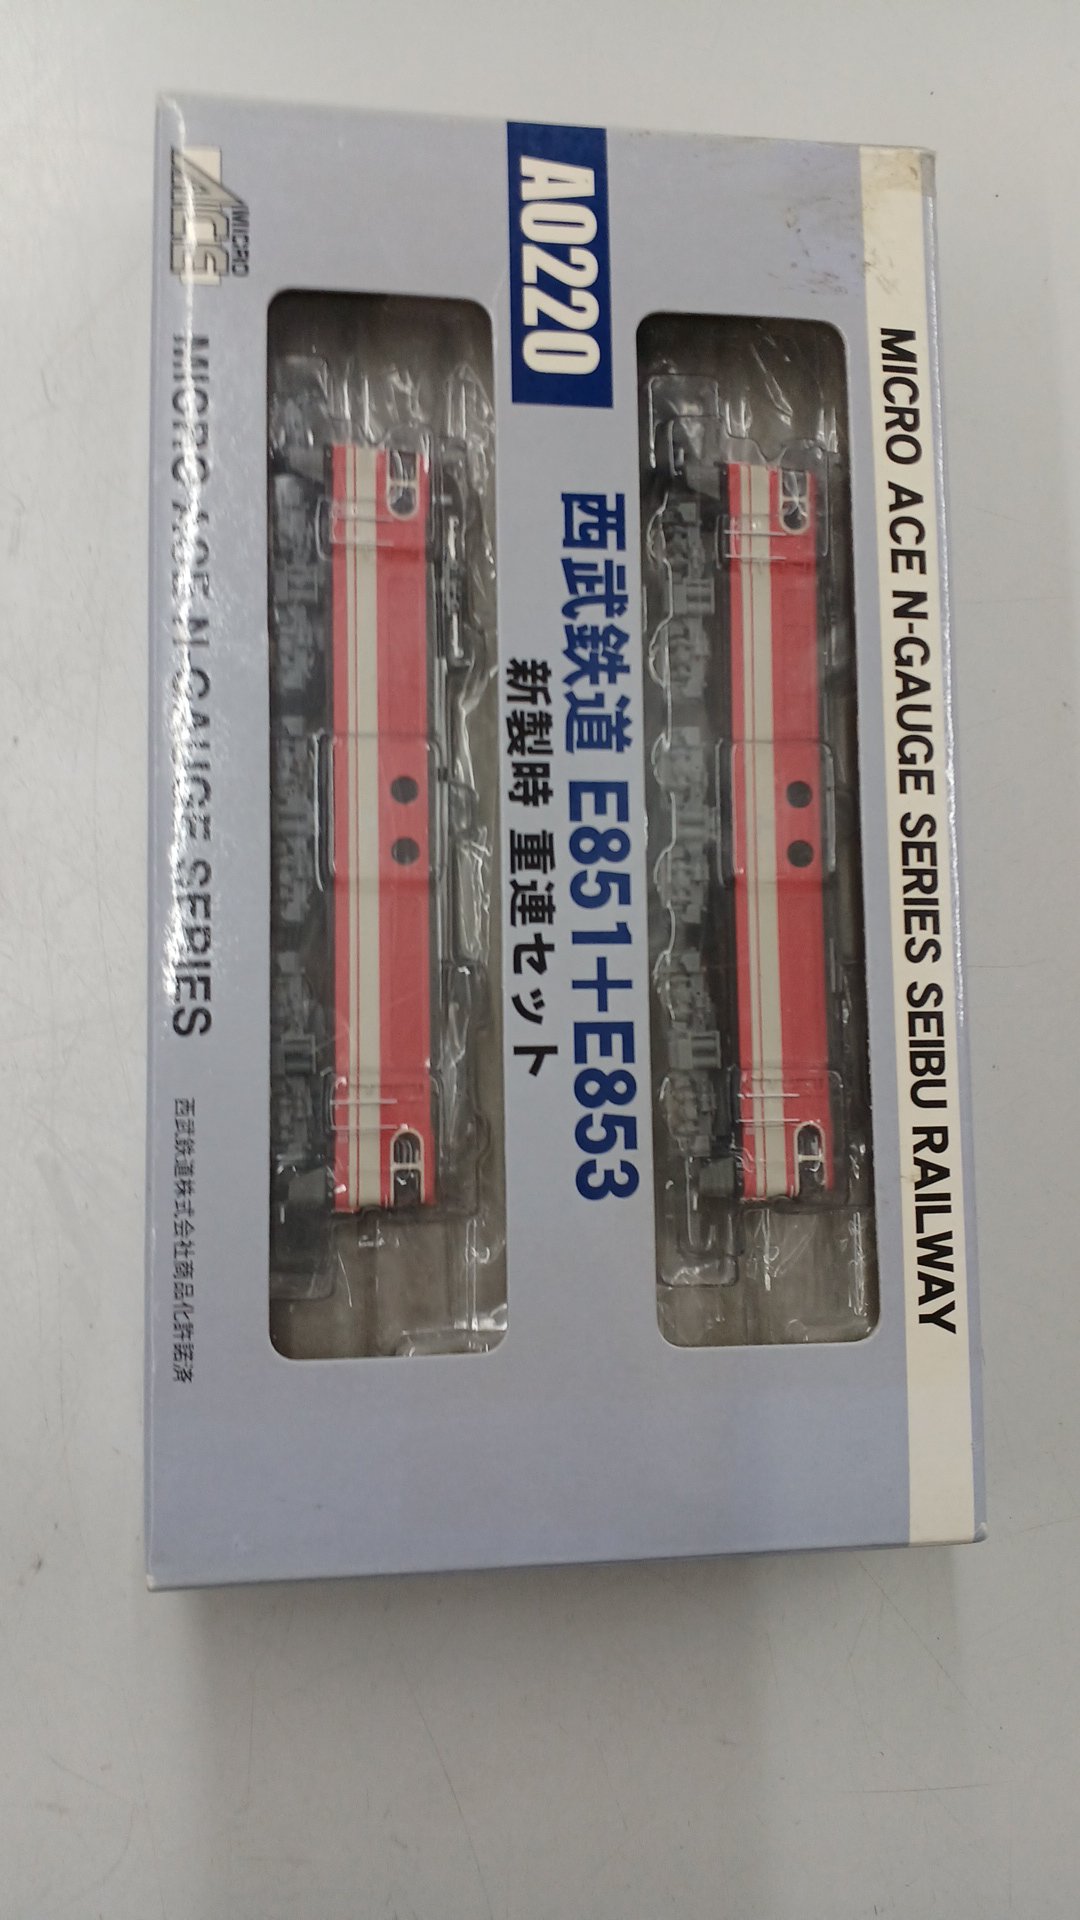 MICRO ACE N-GAUGE SERIES SEIBU RAILWAY
A0220
西武鉄道 E851+E853
新製時 重連セット
MICRO ACE
MICRO ACE N-GAUGE SERIES
西武鉄道株式会社商品化許諾済